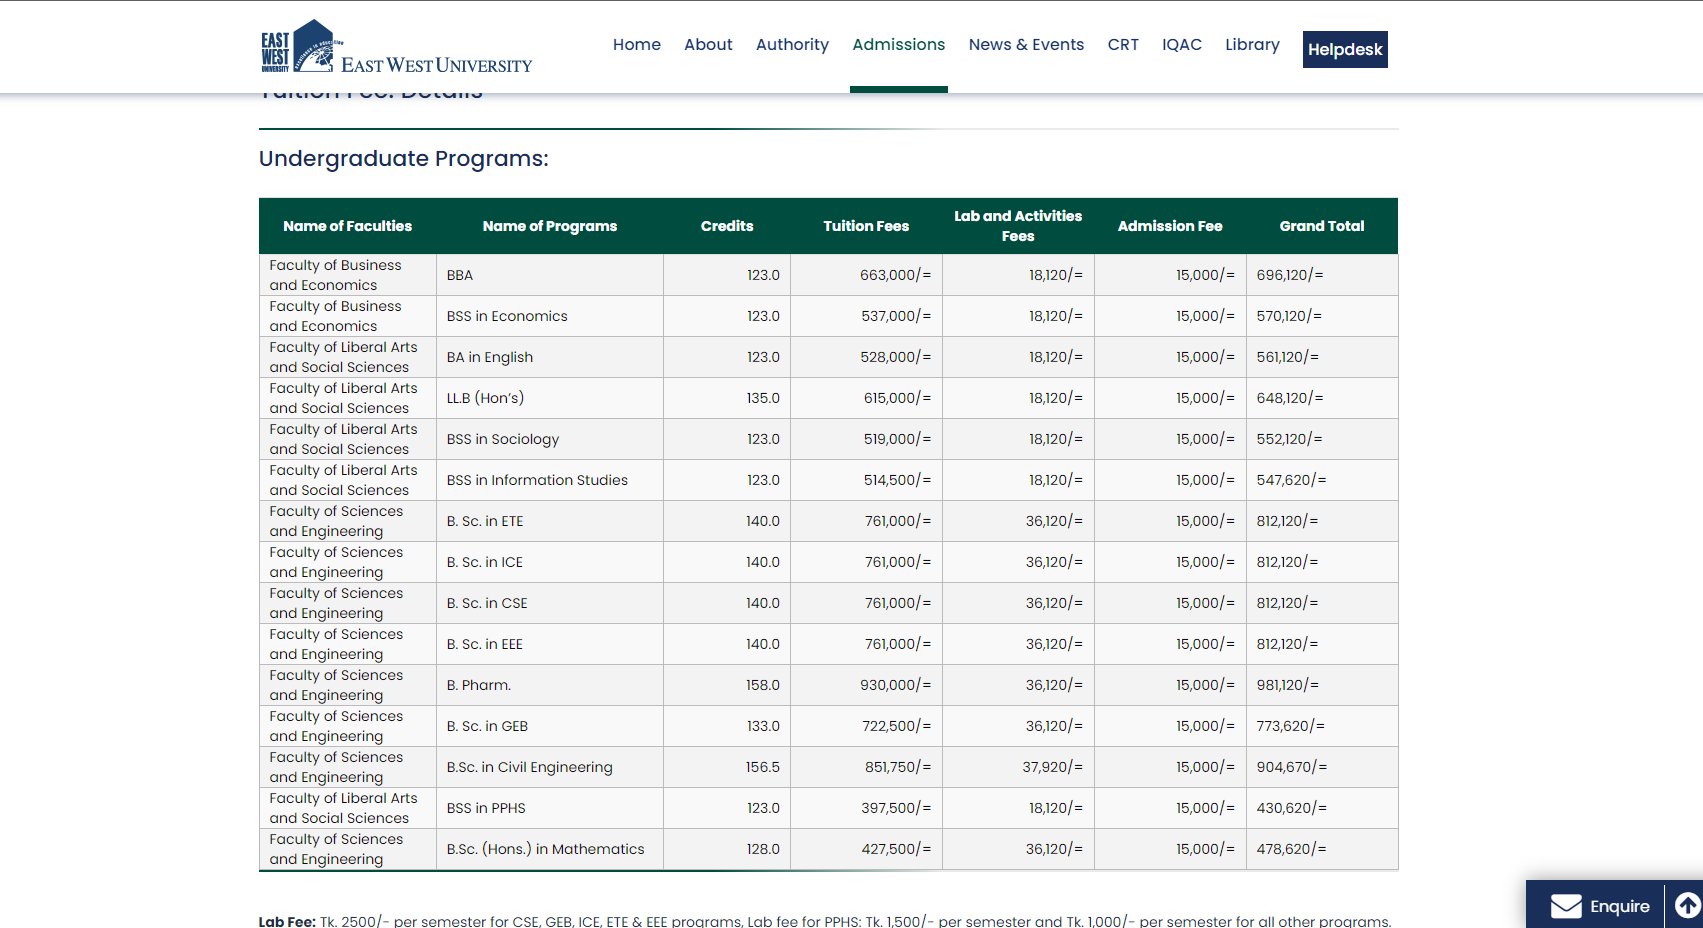 EAST WEST UNIVERSITY
EAST WEST UNIVERSITY
Home About Authority Admissions News & Events CRT IQAC Library Helpdesk
Tuition Fee: Details
Undergraduate Programs:
Name of Faculties Name of Programs Credits Tuition Fees Lab and Activities Fees Admission Fee Grand Total
Faculty of Business and Economics BBA 123.0 663,000/= 18,120/= 15,000/= 696,120/=
Faculty of Business and Economics BSS in Economics 123.0 537,000/= 18,120/= 15,000/= 570,120/=
Faculty of Liberal Arts and Social Sciences BA in English 123.0 528,000/= 18,120/= 15,000/= 561,120/=
Faculty of Liberal Arts and Social Sciences LL.B (Hon’s) 135.0 615,000/= 18,120/= 15,000/= 648,120/=
Faculty of Liberal Arts and Social Sciences BSS in Sociology 123.0 519,000/= 18,120/= 15,000/= 552,120/=
Faculty of Liberal Arts and Social Sciences BSS in Information Studies 123.0 514,500/= 18,120/= 15,000/= 547,620/=
Faculty of Sciences and Engineering B. Sc. in ETE 140.0 761,000/= 36,120/= 15,000/= 812,120/=
Faculty of Sciences and Engineering B. Sc. in ICE 140.0 761,000/= 36,120/= 15,000/= 812,120/=
Faculty of Sciences and Engineering B. Sc. in CSE 140.0 761,000/= 36,120/= 15,000/= 812,120/=
Faculty of Sciences and Engineering B. Sc. in EEE 140.0 761,000/= 36,120/= 15,000/= 812,120/=
Faculty of Sciences and Engineering B. Pharm. 158.0 930,000/= 36,120/= 15,000/= 981,120/=
Faculty of Sciences and Engineering B. Sc. in GEB 133.0 722,500/= 36,120/= 15,000/= 773,620/=
Faculty of Sciences and Engineering B.Sc. in Civil Engineering 156.5 851,750/= 37,920/= 15,000/= 904,670/=
Faculty of Liberal Arts and Social Sciences BSS in PPHS 123.0 397,500/= 18,120/= 15,000/= 430,620/=
Faculty of Sciences and Engineering B.Sc. (Hons.) in Mathematics 128.0 427,500/= 36,120/= 15,000/= 478,620/=
Lab Fee: Tk. 2500/- per semester for CSE, GEB, ICE, ETE & EEE programs, Lab fee for PPHS: Tk. 1,500/- per semester and Tk. 1,000/- per semester for all other programs.
Enquire